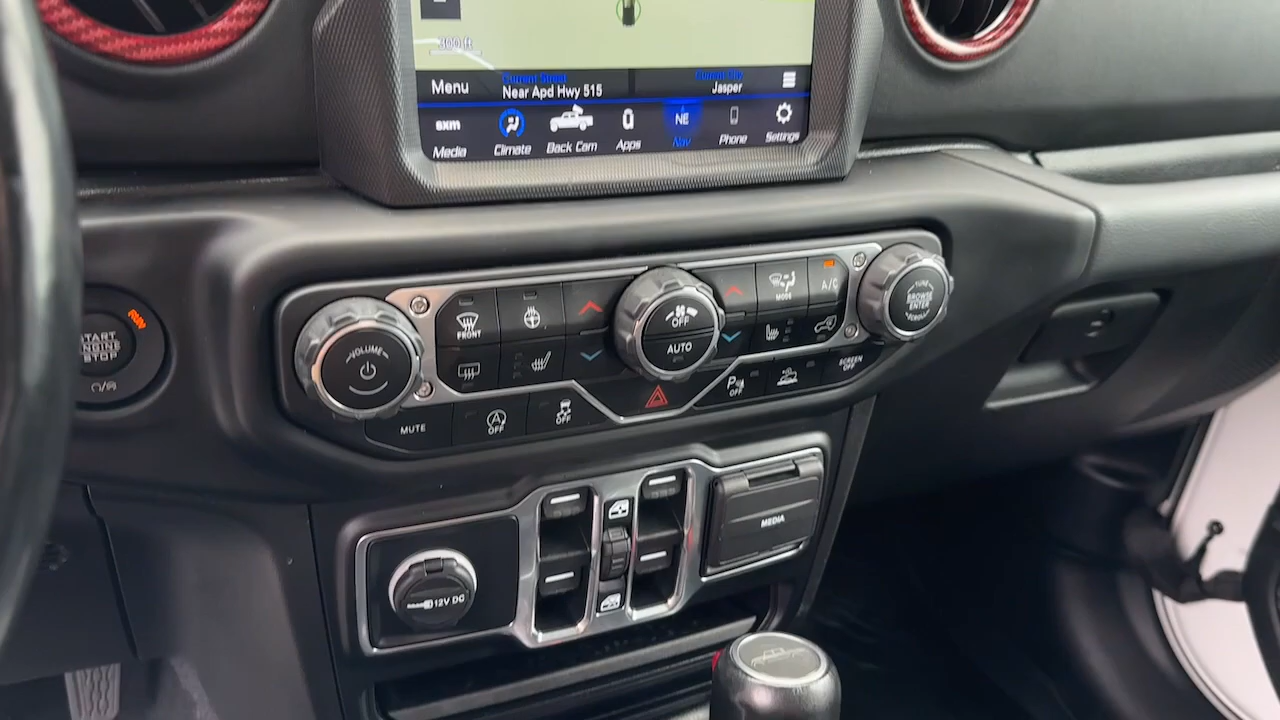 300 ft
Current Street
Current City
Menu
Near Apd Hwy 515
Jasper
sxm
NE
Media
Climate
Back Cam
Apps
Nav
Phone
Settings
RUN
START
ENGINE
STOP
VOLUME
FRONT
OFF
AUTO
MODE
A/C
TUNE
BROWSE
ENTER
SCROLL
MUTE
A
OFF
OFF
P
OFF
SCREEN
OFF
12V DC
MEDIA